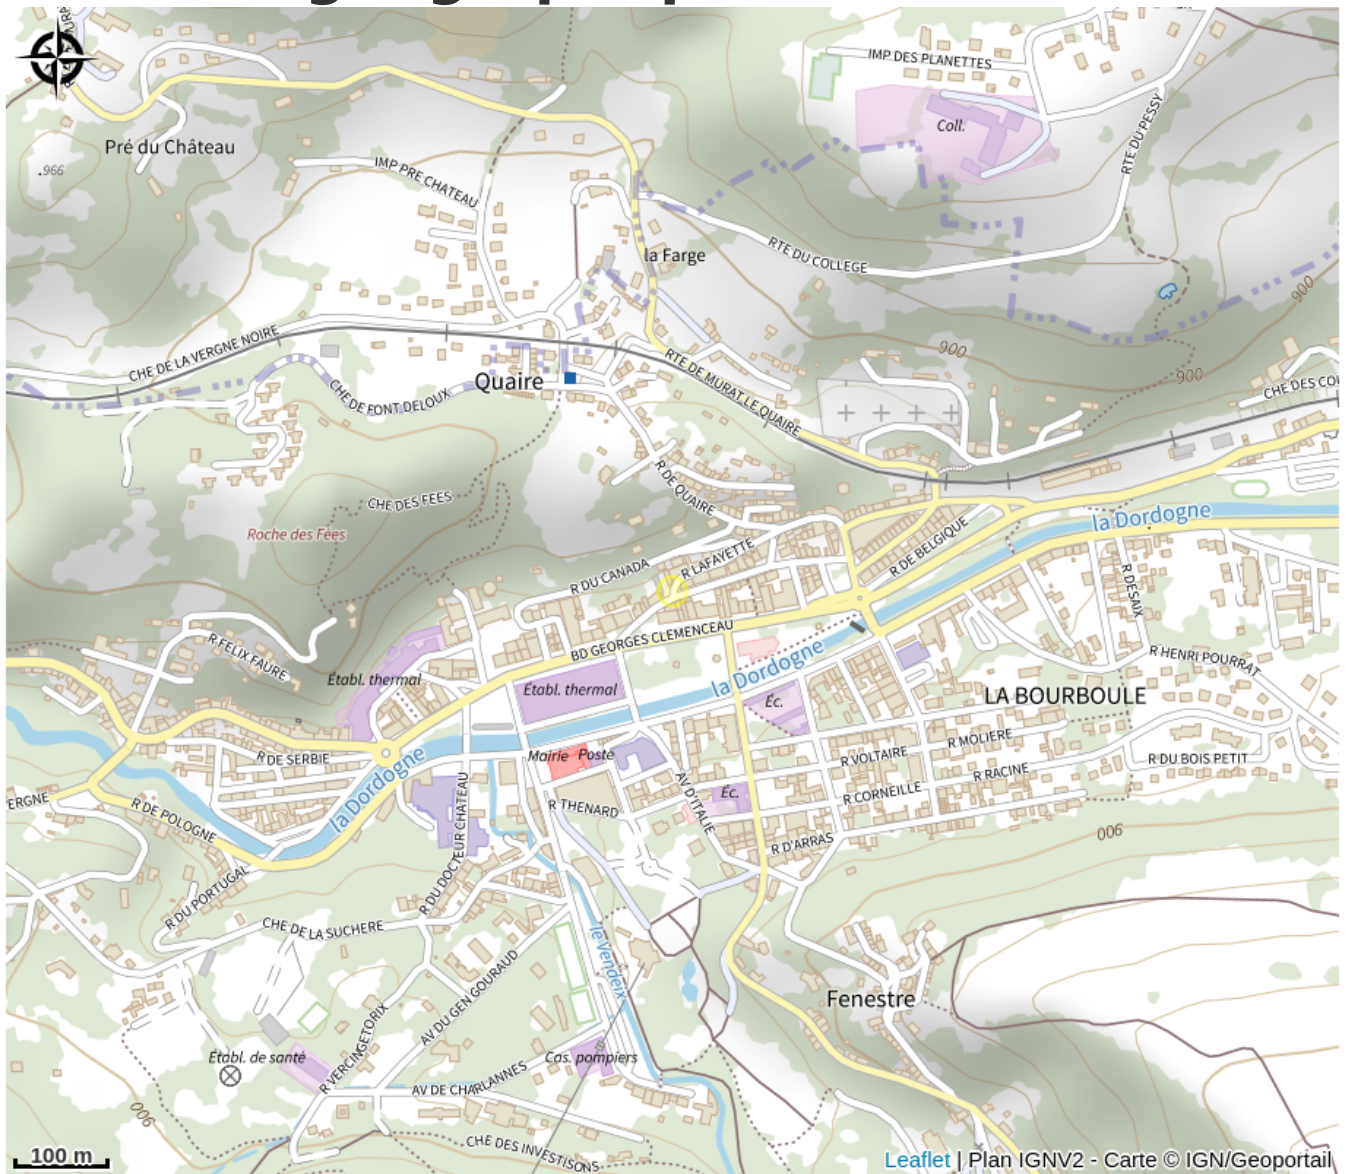 IMP DES PLANETTES
Coll.
RTE DU PESSY
Pré du Château
.966
IMP PRE CHATEAU
la Farge
RTE DU COLLEGE
900
CHE DE LA VERGNE NOIRE
RTE DE MURAT LE QUAIRE
900
900
Quaire
CHE DE FONT DELOUX
CHE DES COU
R DE QUAIRE
CHE DES FEES
la Dordogne
Roche des Fées
R DE BELGIQUE
R LAFAYETTE
R DU CANADA
R DESAIX
BD GEORGES CLEMENCEAU
R FELIX FAURE
R HENRI POURRAT
Établ. thermal
Établ. thermal
la Dordogne
Éc.
LA BOURBOULE
R MOLIERE
R DE SERBIE
Mairie
Poste
R VOLTAIRE
R DU BOIS PETIT
R RACINE
la Dordogne
AV D'ITALIE
Éc.
R CORNEILLE
ERGNE
R DE POLOGNE
R THENARD
R DU DOCTEUR CHATEAU
R D'ARRAS
900
R DU PORTUGAL
CHE DE LA SUCHERE
le Vendeix
AV DU GEN GOURAUD
Fenestre
R VERCINGETORIX
Établ. de santé
Cas. pompiers
AV DE CHARLANNES
900
CHE DES INVESTISONS
100 m
Leaflet | Plan IGNV2 - Carte © IGN/Geoportail